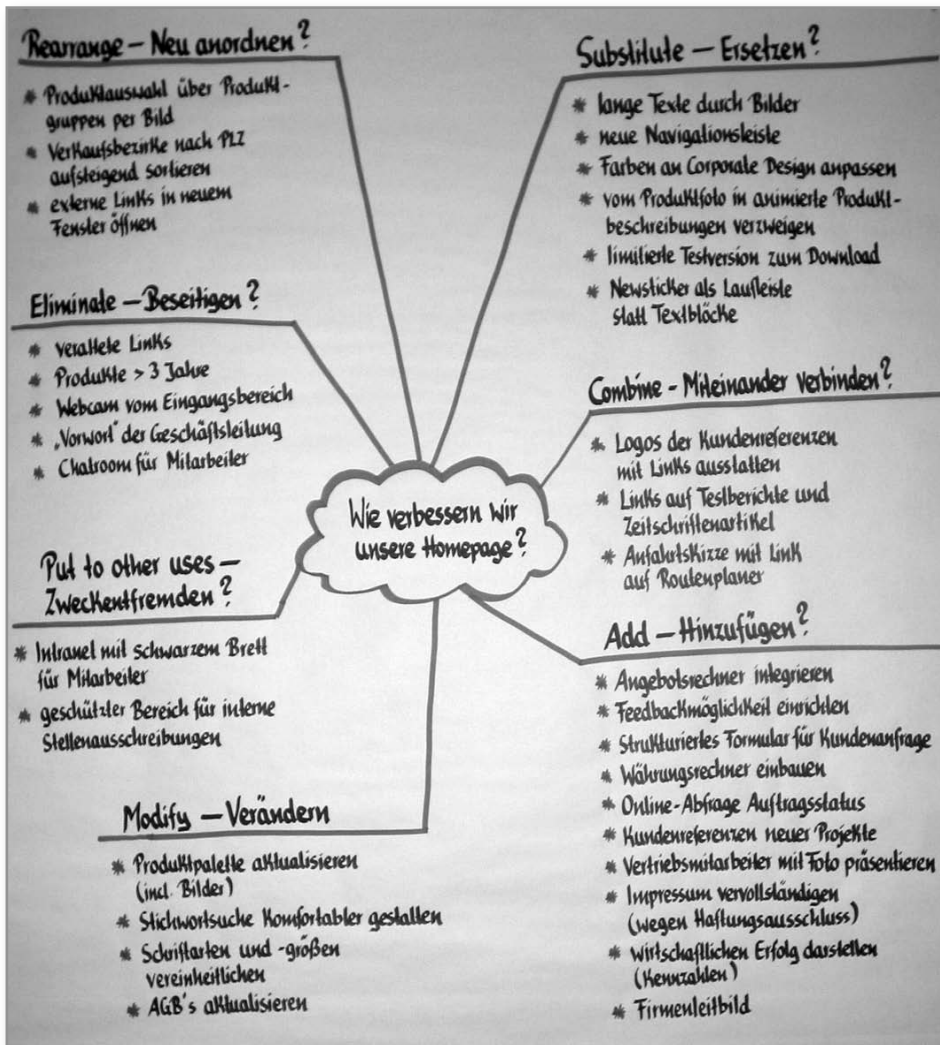 Rearrange – Neu anordnen?
* Produktauswahl über Produkt-
gruppen per Bild
* Verkaufsbezirke nach PLZ
aufsteigend sortieren
* externe Links in neuem
Fenster öffnen
Eliminate – Beseitigen?
* veraltete Links
* Produkte > 3 Jahre
* Webcam vom Eingangsbereich
* „Vorwort" der Geschäftsleitung
* Chatroom für Mitarbeiter
Put to other uses –
Zweckentfremden?
* Intranet mit schwarzem Brett
für Mitarbeiter
* geschützter Bereich für interne
Stellenausschreibungen
Modify – Verändern
* Produktpalette aktualisieren
(incl. Bilder)
* Stichwortsuche komfortabler gestalten
* Schriftarten und -größen
vereinheitlichen
* AGB's aktualisieren
Wie verbessern wir
unsere Homepage?
Substitute – Ersetzen?
* lange Texte durch Bilder
* neue Navigationsleiste
* Farben an Corporate Design anpassen
* vom Produktfoto in animierte Produkt-
beschreibungen verzweigen
* limitierte Testversion zum Download
* Newsticker als Laufleiste
statt Textblöcke
Combine - Miteinander verbinden?
* Logos der Kundenreferenzen
mit Links ausstatten
* Links auf Testberichte und
Zeitschriftenartikel
* Anfahrtskizze mit Link
auf Routenplaner
Add – Hinzufügen?
* Angebotsrechner integrieren
* Feedbackmöglichkeit einrichten
* Strukturiertes Formular für Kundenanfrage
* Währungsrechner einbauen
* Online-Abfrage Auftragsstatus
* Kundenreferenzen neuer Projekte
* Vertriebsmitarbeiter mit Foto präsentieren
* Impressum vervollständigen
(wegen Haftungsausschluss)
* wirtschaftlichen Erfolg darstellen
(Kennzahlen)
* Firmenleitbild